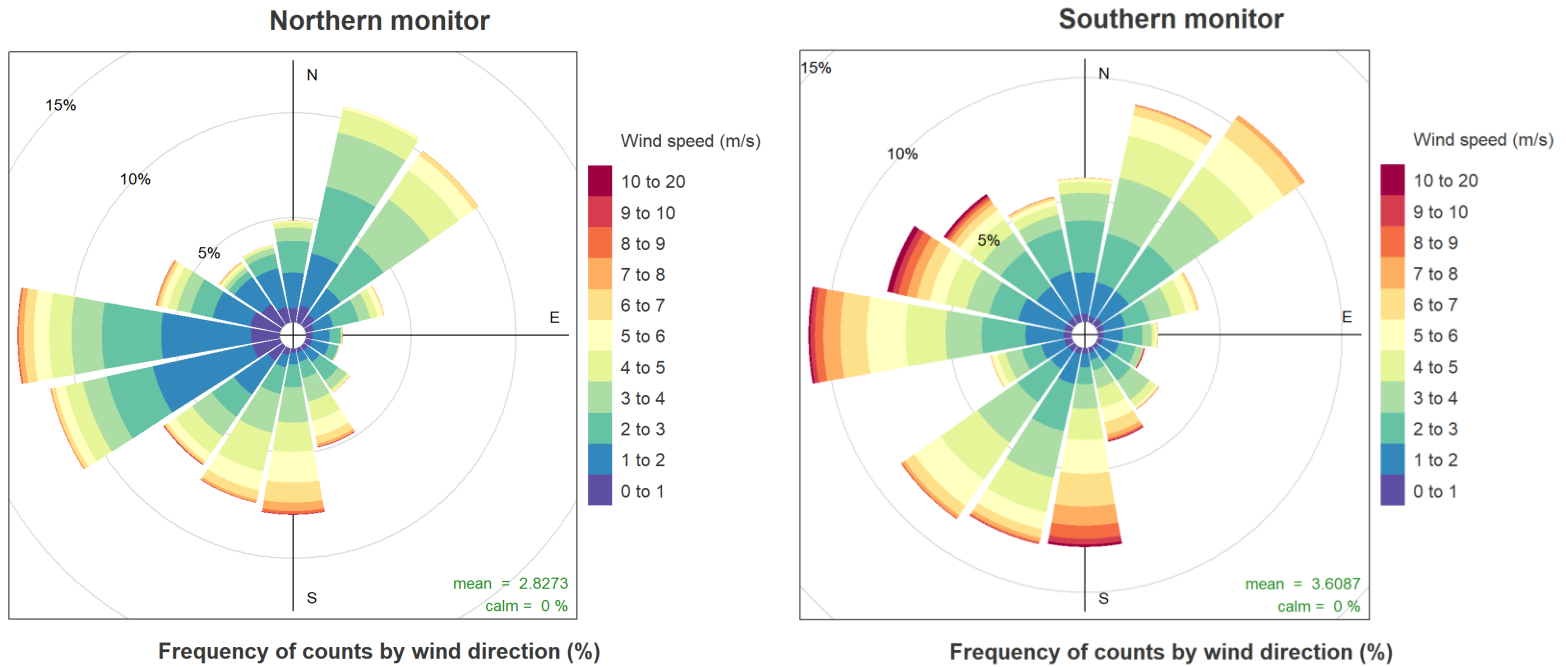 Northern monitor
N
15%
10%
5%
E
S
mean = 2.8273
calm = 0 %
Wind speed (m/s)
10 to 20
9 to 10
8 to 9
7 to 8
6 to 7
5 to 6
4 to 5
3 to 4
2 to 3
1 to 2
0 to 1
Frequency of counts by wind direction (%)
Southern monitor
15%
N
10%
5%
E
S
mean = 3.6087
calm = 0 %
Wind speed (m/s)
10 to 20
9 to 10
8 to 9
7 to 8
6 to 7
5 to 6
4 to 5
3 to 4
2 to 3
1 to 2
0 to 1
Frequency of counts by wind direction (%)